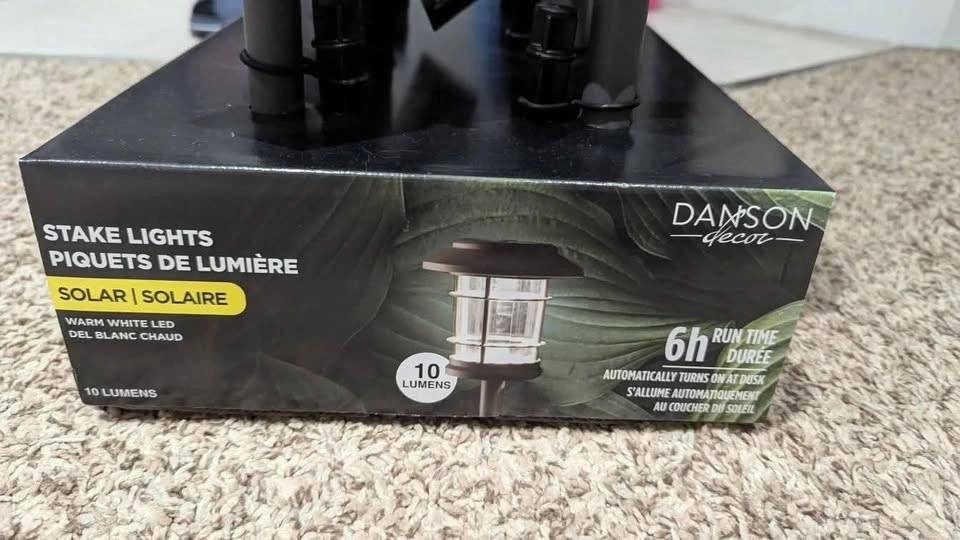 STAKE LIGHTS
PIQUETS DE LUMIÈRE
SOLAR | SOLAIRE
WARM WHITE LED
DEL BLANC CHAUD
10 LUMENS
10
LUMENS
DANSON
decor
6h RUN TIME
DURÉE
AUTOMATICALLY TURNS ON AT DUSK
S'ALLUME AUTOMATIQUEMENT
AU COUCHER DU SOLEIL